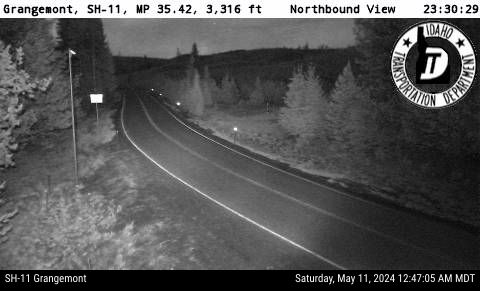 Grangemont, SH-11, MP 35.42, 3,316 ft Northbound View 23:30:29
IDAHO
TRANSPORTATION DEPARTMENT
SH-11 Grangemont Saturday, May 11, 2024 12:47:05 AM MDT